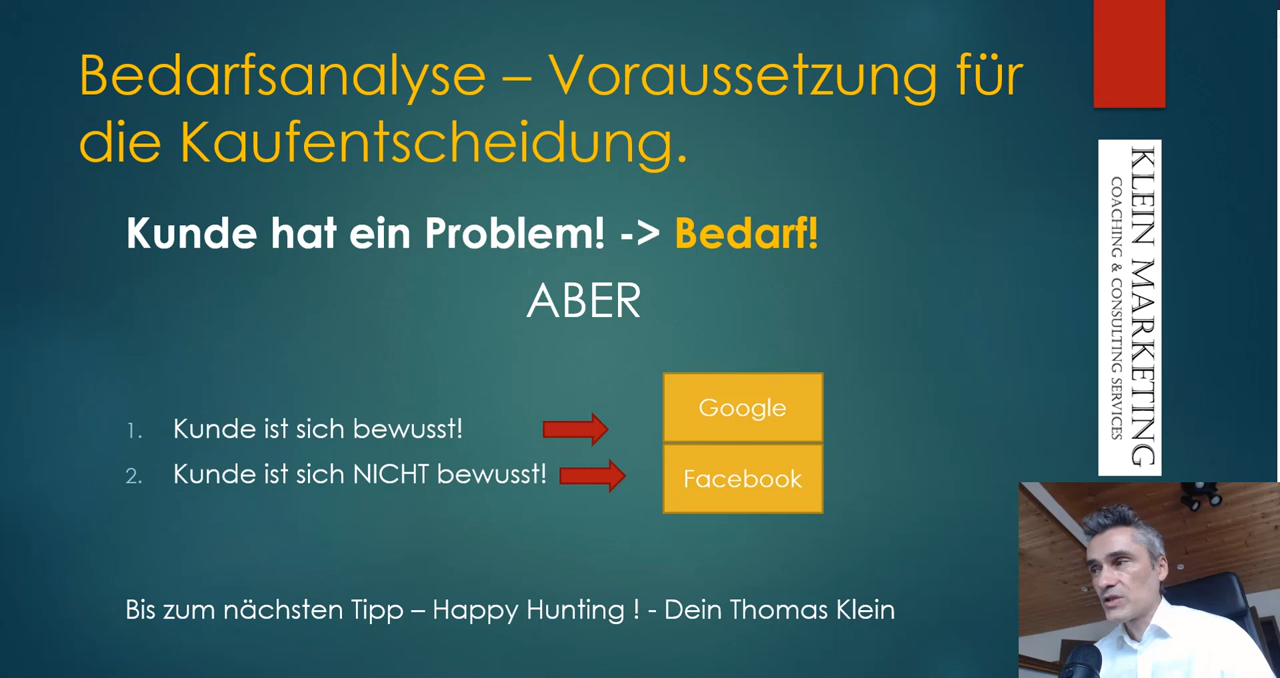 Bedarfsanalyse – Voraussetzung für
die Kaufentscheidung.
Kunde hat ein Problem! -> Bedarf!
ABER
1. Kunde ist sich bewusst!
Google
2. Kunde ist sich NICHT bewusst!
Facebook
Bis zum nächsten Tipp – Happy Hunting ! - Dein Thomas Klein
KLEIN MARKETING
COACHING & CONSULTING SERVICES